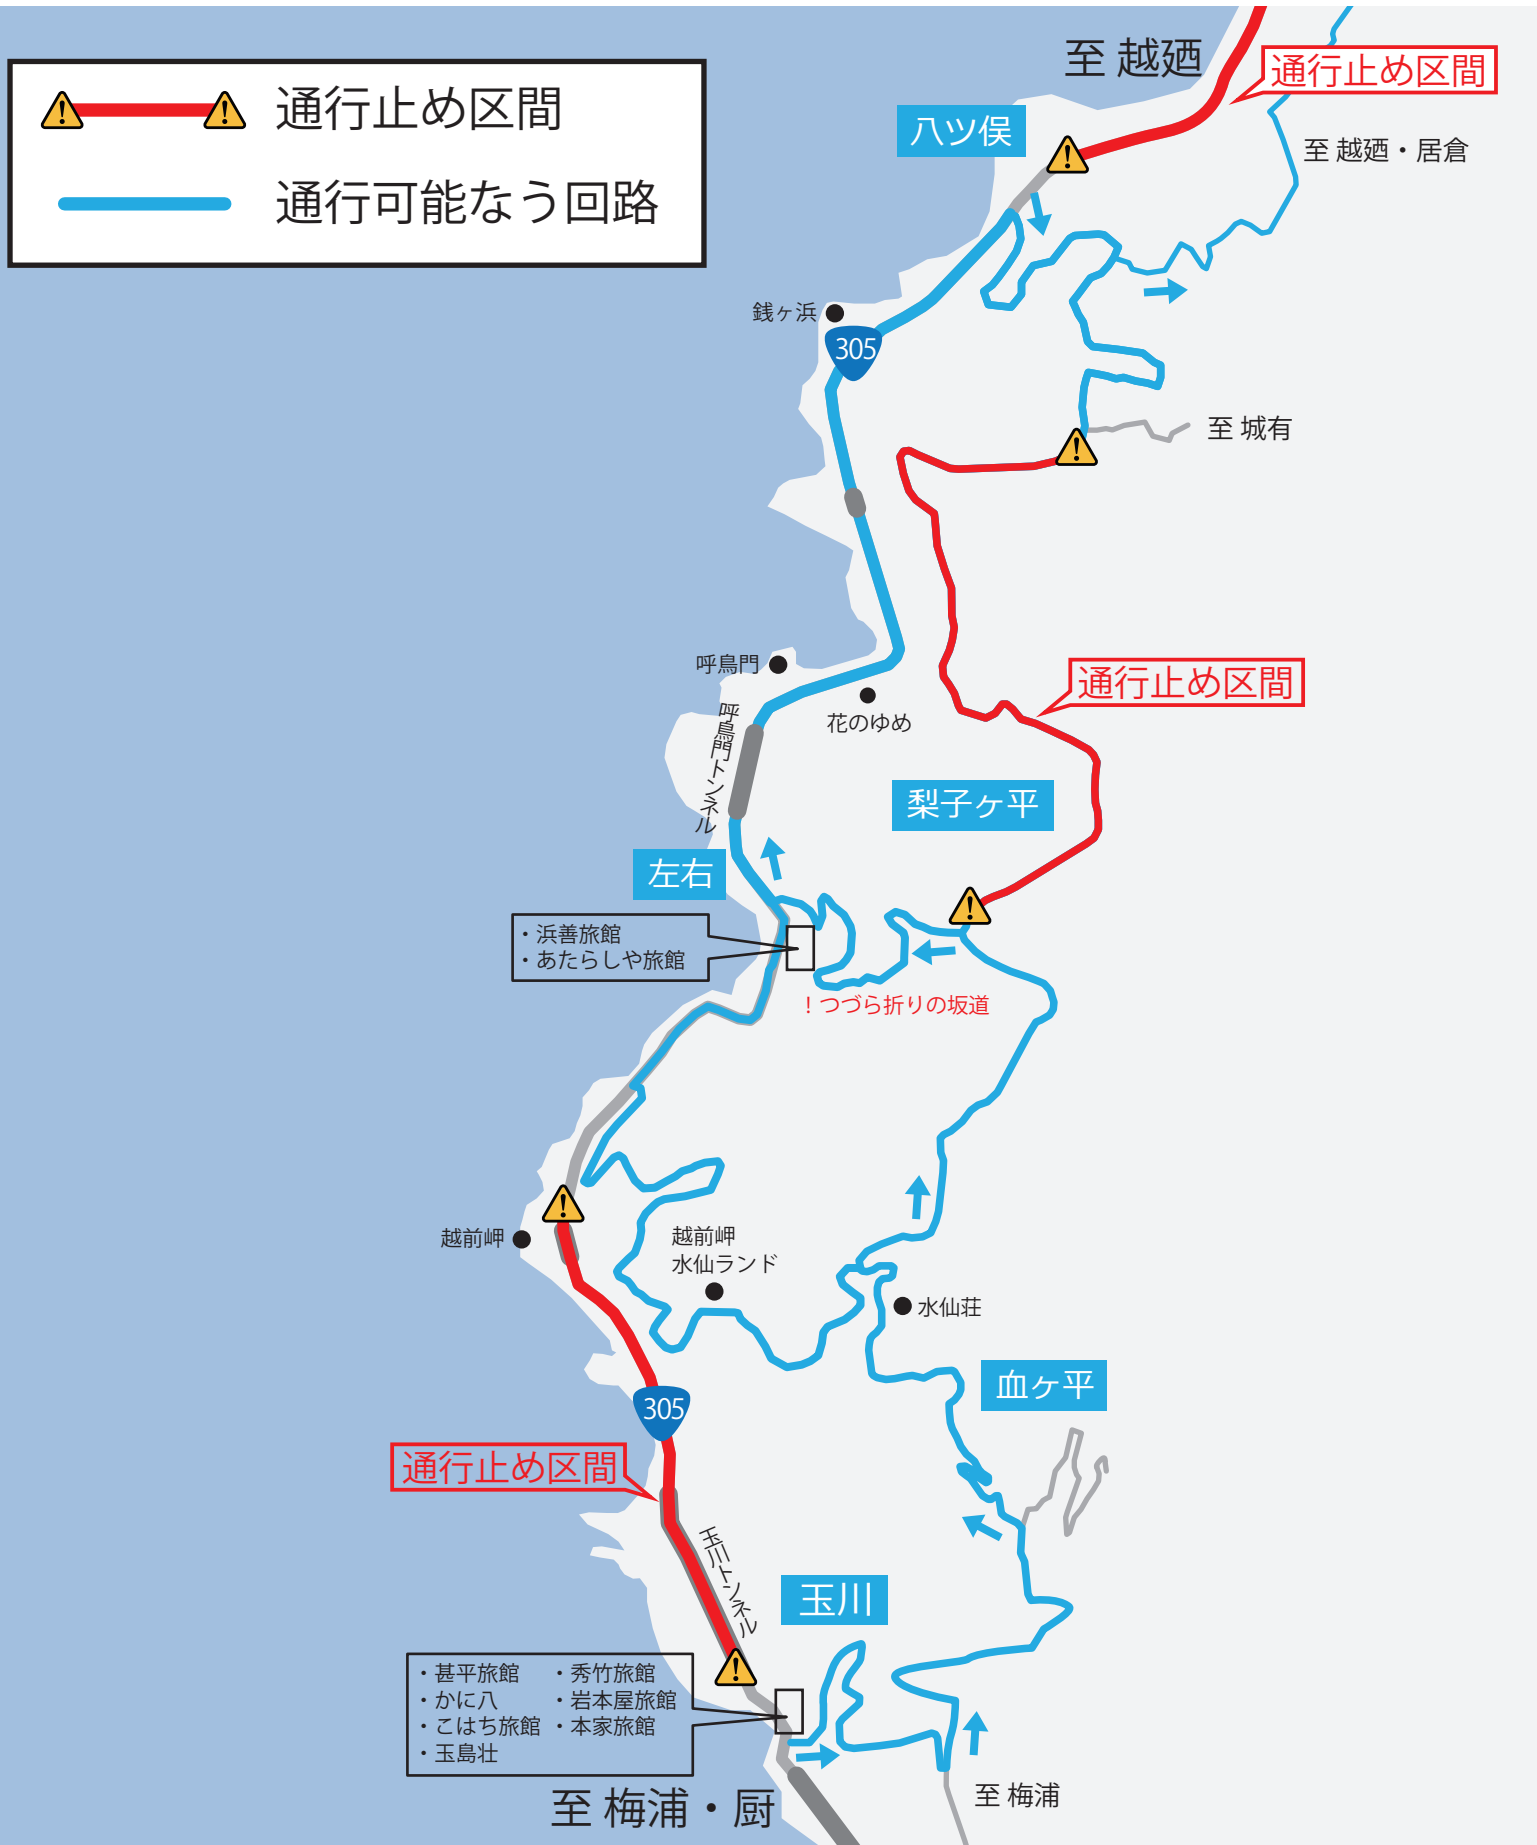 至 越廼
通行止め区間
通行止め区間
通行可能なう回路
八ツ俣
至 越廼・居倉
銭ヶ浜
305
至 城有
呼鳥門
通行止め区間
花のゆめ
呼鳥門トンネル
梨子ヶ平
左右
・浜善旅館
・あたらしや旅館
！つづら折りの坂道
越前岬
越前岬
水仙ランド
水仙荘
血ヶ平
305
通行止め区間
玉川トンネル
玉川
・甚平旅館
・かに八
・こはち旅館
・玉島壮
・秀竹旅館
・岩本屋旅館
・本家旅館
至 梅浦・厨
至 梅浦